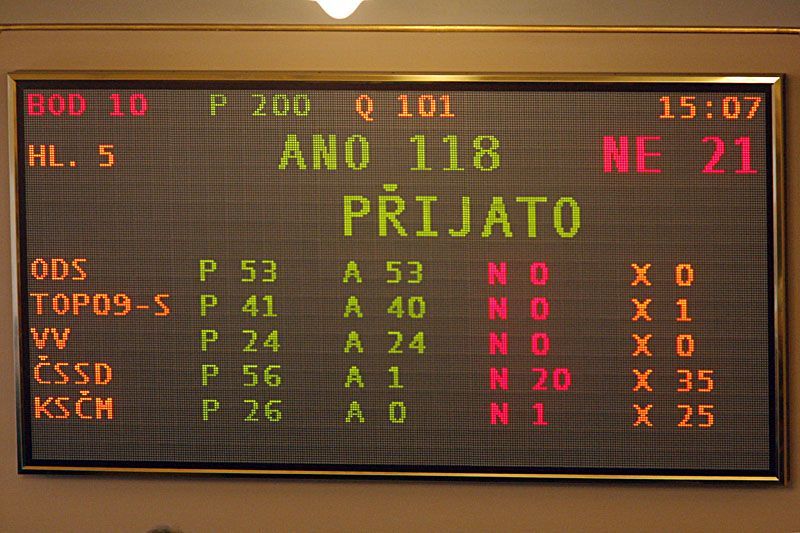 BOD 10 P 200 Q 101 15:07
HL. 5 ANO 118 NE 21
PŘIJATO
ODS P 53 A 53 N 0 X 0
TOP09-S P 41 A 40 N 0 X 1
VV P 24 A 24 N 0 X 0
ČSSD P 56 A 1 N 20 X 35
KSČM P 26 A 0 N 1 X 25